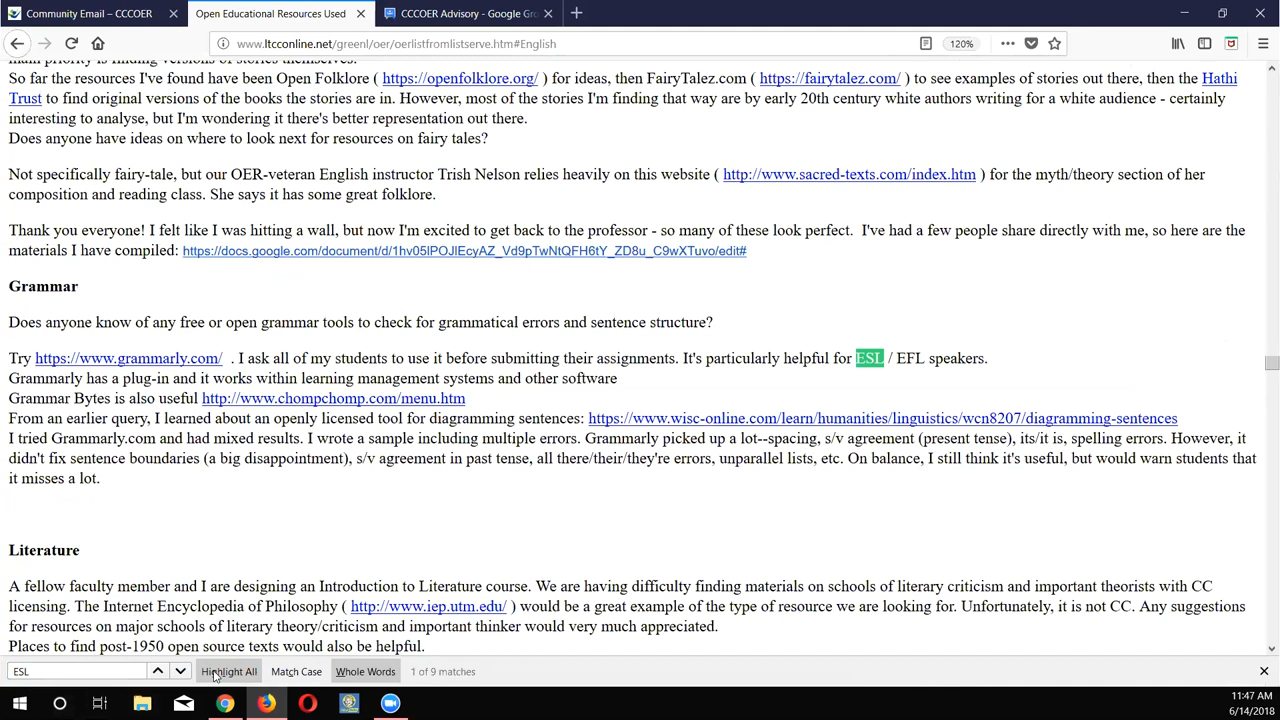 Community Email – CCCOER
Open Educational Resources Used
CCCOER Advisory - Google Gro
www.ltcconline.net/greenl/oer/oerlistfromlistserve.htm#English
120%
So far the resources I've found have been Open Folklore ( https://openfolklore.org/ ) for ideas, then FairyTalez.com ( https://fairytalez.com/ ) to see examples of stories out there, then the Hathi
Trust to find original versions of the books the stories are in. However, most of the stories I'm finding that way are by early 20th century white authors writing for a white audience - certainly
interesting to analyse, but I'm wondering it there's better representation out there.
Does anyone have ideas on where to look next for resources on fairy tales?
Not specifically fairy-tale, but our OER-veteran English instructor Trish Nelson relies heavily on this website ( http://www.sacred-texts.com/index.htm ) for the myth/theory section of her
composition and reading class. She says it has some great folklore.
Thank you everyone! I felt like I was hitting a wall, but now I'm excited to get back to the professor - so many of these look perfect. I've had a few people share directly with me, so here are the
materials I have compiled:
Grammar
Does anyone know of any free or open grammar tools to check for grammatical errors and sentence structure?
Try https://www.grammarly.com/ . I ask all of my students to use it before submitting their assignments. It's particularly helpful for ESL / EFL speakers.
Grammarly has a plug-in and it works within learning management systems and other software
Grammar Bytes is also useful http://www.chompchomp.com/menu.htm
From an earlier query, I learned about an openly licensed tool for diagramming sentences: https://www.wisc-online.com/learn/humanities/linguistics/wcn8207/diagramming-sentences
I tried Grammarly.com and had mixed results. I wrote a sample including multiple errors. Grammarly picked up a lot--spacing, s/v agreement (present tense), its/it is, spelling errors. However, it
didn't fix sentence boundaries (a big disappointment), s/v agreement in past tense, all there/their/they're errors, unparallel lists, etc. On balance, I still think it's useful, but would warn students that
it misses a lot.
Literature
A fellow faculty member and I are designing an Introduction to Literature course. We are having difficulty finding materials on schools of literary criticism and important theorists with CC
licensing. The Internet Encyclopedia of Philosophy ( http://www.iep.utm.edu/ ) would be a great example of the type of resource we are looking for. Unfortunately, it is not CC. Any suggestions
for resources on major schools of literary theory/criticism and important thinker would very much appreciated.
Places to find post-1950 open source texts would also be helpful.
ESL
Highlight All
Match Case
Whole Words
1 of 9 matches
11:47 AM
6/14/2018